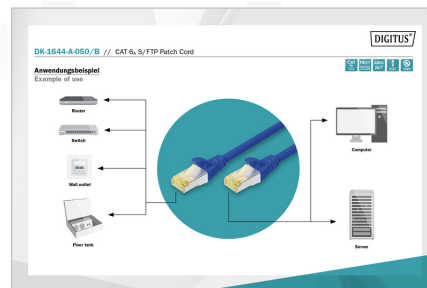 DIGITUS®
DK-1644-A-050/B // CAT 6A S/FTP Patch Cord
Anwendungsbeispiel
Example of use
Router
Switch
Wall outlet
Floor tank
Computer
Server